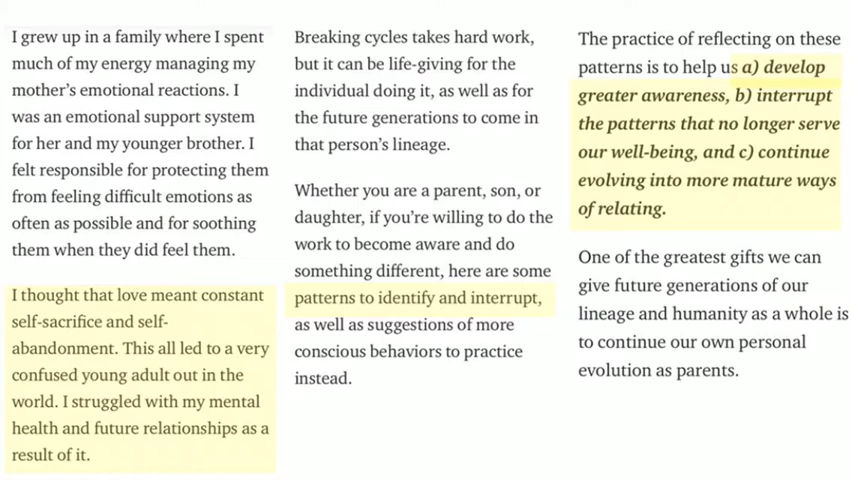 I grew up in a family where I spent
much of my energy managing my
mother's emotional reactions. I
was an emotional support system
for her and my younger brother. I
felt responsible for protecting them
from feeling difficult emotions as
often as possible and for soothing
them when they did feel them.
I thought that love meant constant
self-sacrifice and self-
abandonment. This all led to a very
confused young adult out in the
world. I struggled with my mental
health and future relationships as a
result of it.
Breaking cycles takes hard work,
but it can be life-giving for the
individual doing it, as well as for
the future generations to come in
that person's lineage.
Whether you are a parent, son, or
daughter, if you're willing to do the
work to become aware and do
something different, here are some
patterns to identify and interrupt,
as well as suggestions of more
conscious behaviors to practice
instead.
The practice of reflecting on these
patterns is to help us a) develop
greater awareness, b) interrupt
the patterns that no longer serve
our well-being, and c) continue
evolving into more mature ways
of relating.
One of the greatest gifts we can
give future generations of our
lineage and humanity as a whole is
to continue our own personal
evolution as parents.